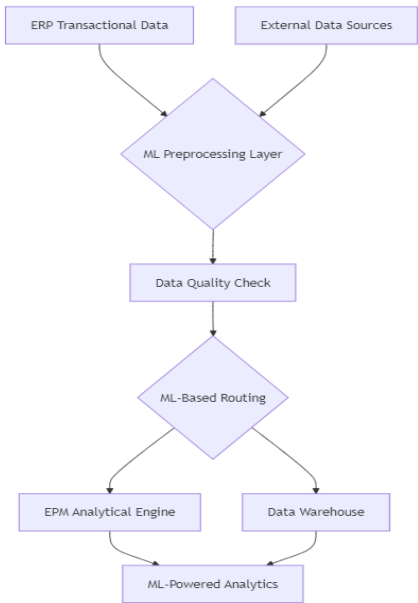 ERP Transactional Data
External Data Sources
ML Preprocessing Layer
Data Quality Check
ML-Based Routing
EPM Analytical Engine
Data Warehouse
ML-Powered Analytics